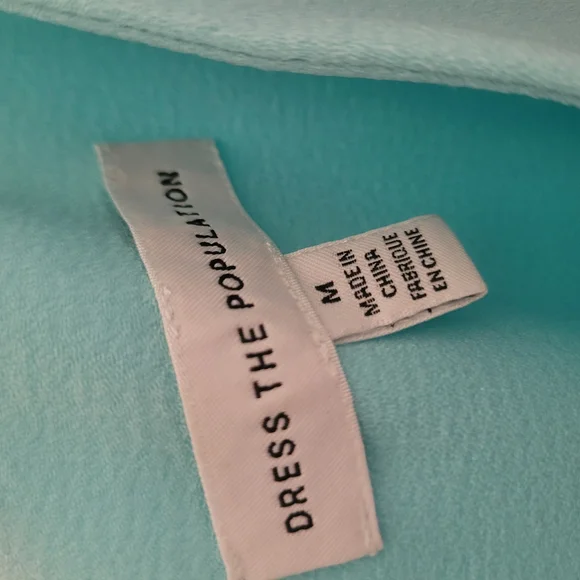 DRESS THE POPULATION
M
MADE IN
CHINA
FABRIQUE
EN CHINE